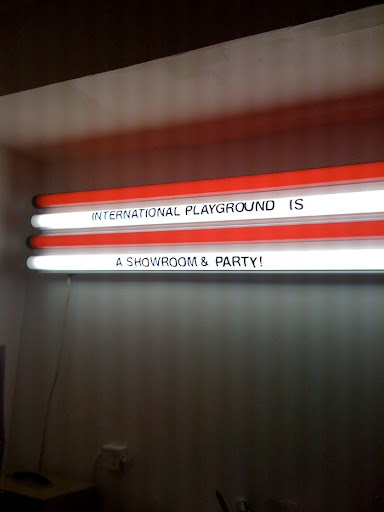 INTERNATIONAL PLAYGROUND IS
A SHOWROOM & PARTY!